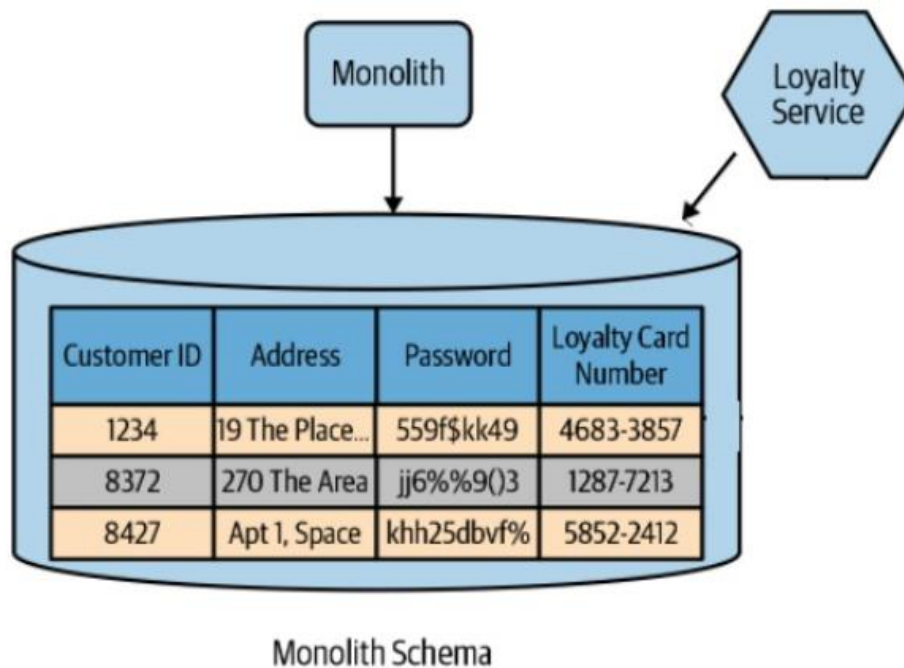 Monolith
Loyalty
Service
Customer ID Address Password Loyalty Card
Number
1234 19 The Place... 559f$kk49 4683-3857
8372 270 The Area jj6%%9()3 1287-7213
8427 Apt 1, Space khh25dbvf% 5852-2412
Monolith Schema